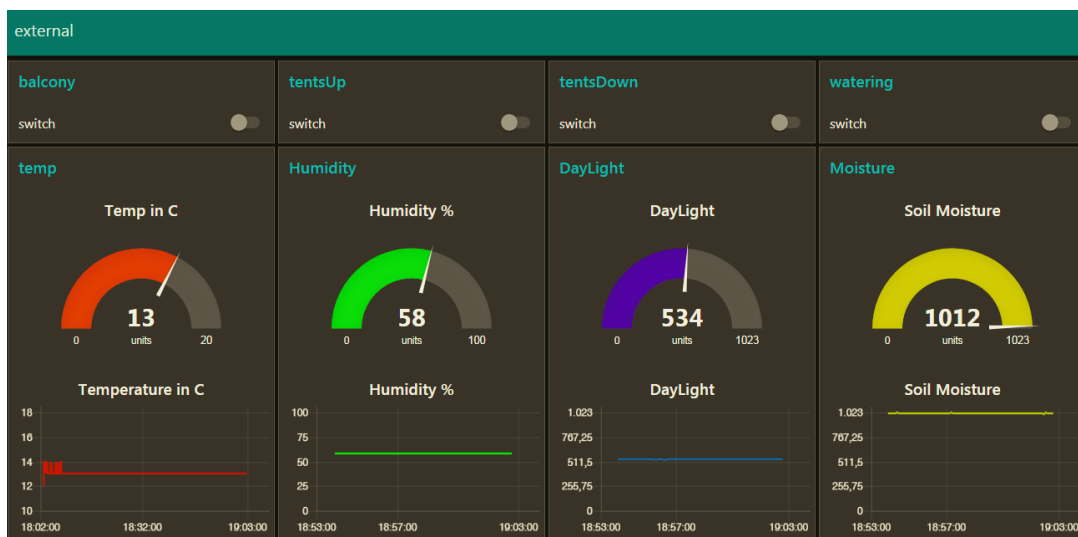 external
balcony
tentsUp
tentsDown
watering
switch
switch
switch
switch
temp
Humidity
DayLight
Moisture
Temp in C
Humidity %
DayLight
Soil Moisture
13
58
534
1012
0
units
20
0
units
100
0
units
1023
0
units
1023
Temperature in C
18
16
14
12
10
18:02:00
18:32:00
19:03:00
Humidity %
100
75
50
25
0
18:53:00
18:57:00
19:03:00
DayLight
1.023
767,25
511,5
255,75
0
18:53:00
18:57:00
19:03:00
Soil Moisture
1.023
767,25
511,5
255,75
0
18:53:00
18:57:00
19:03:00